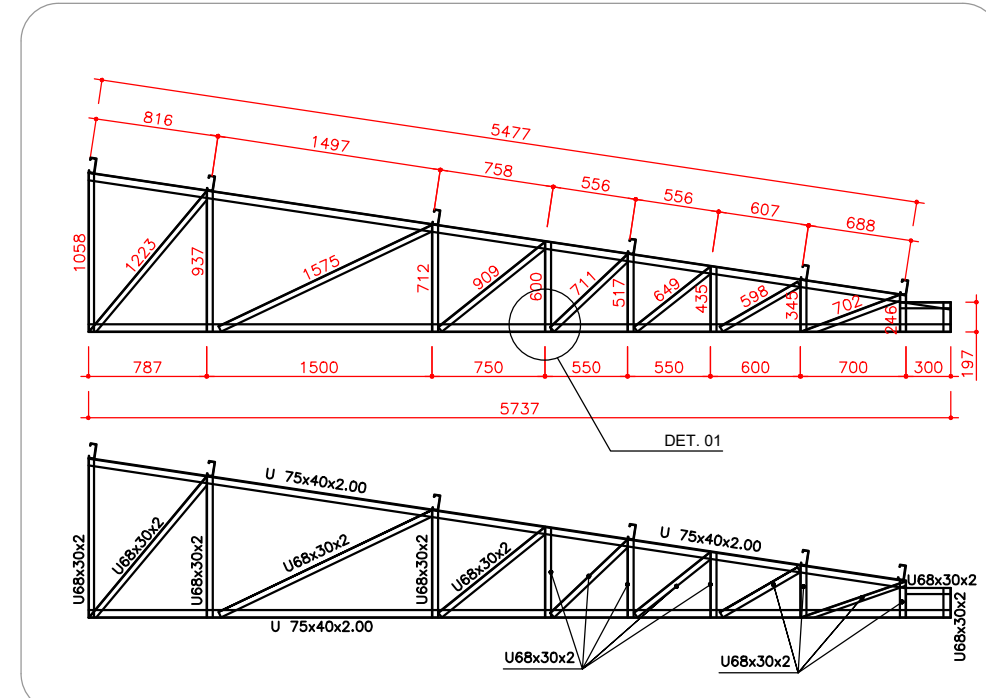 5477
816
1497
758
556
556
607
688
1058
1223
937
1575
712
909
600
711
517
649
435
598
345
702
246
197
787
1500
750
550
550
600
700
300
5737
DET. 01
U 75x40x2.00
U 75x40x2.00
U68x30x2
U68x30x2
U68x30x2
U68x30x2
U68x30x2
U68x30x2
U68x30x2
U68x30x2
U 75x40x2.00
U68x30x2
U68x30x2